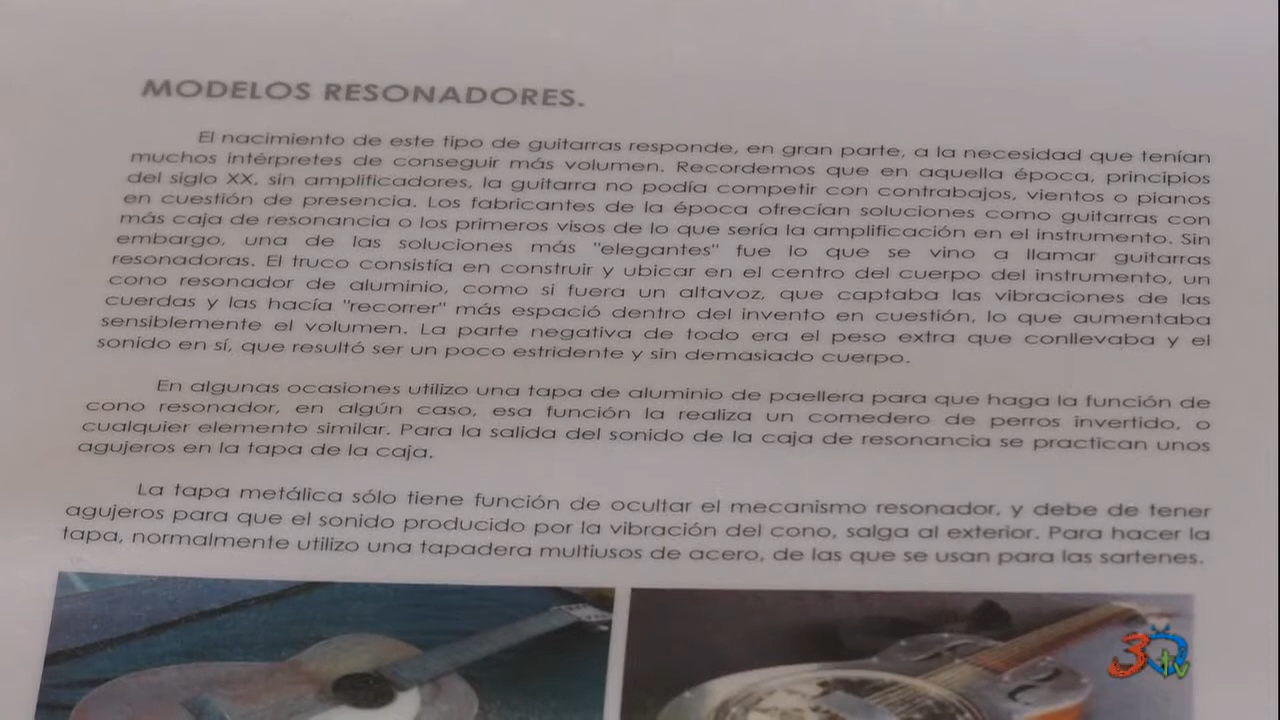 MODELOS RESONADORES.
El nacimiento de este tipo de guitarras responde, en gran parte, a la necesidad que tenían
muchos intérpretes de conseguir más volumen. Recordemos que en aquella época, principios
del siglo XX, sin amplificadores, la guitarra no podía competir con contrabajos, vientos o pianos
en cuestión de presencia. Los fabricantes de la época ofrecían soluciones como guitarras con
más caja de resonancia o los primeros visos de lo que sería la amplificación en el instrumento. Sin
embargo, una de las soluciones más "elegantes" fue lo que se vino a llamar guitarras
resonadoras. El truco consistía en construir y ubicar en el centro del cuerpo del instrumento, un
cono resonador de aluminio, como si fuera un altavoz, que captaba las vibraciones de las
cuerdas y las hacía "recorrer" más espació dentro del invento en cuestión, lo que aumentaba
sensiblemente el volumen. La parte negativa de todo era el peso extra que conllevaba y el
sonido en sí, que resultó ser un poco estridente y sin demasiado cuerpo.
En algunas ocasiones utilizo una tapa de aluminio de paellera para que haga la función de
cono resonador, en algún caso, esa función la realiza un comedero de perros invertido, o
cualquier elemento similar. Para la salida del sonido de la caja de resonancia se practican unos
agujeros en la tapa de la caja.
La tapa metálica sólo tiene función de ocultar el mecanismo resonador, y debe de tener
agujeros para que el sonido producido por la vibración del cono, salga al exterior. Para hacer la
tapa, normalmente utilizo una tapadera multiusos de acero, de las que se usan para las sartenes.
3 tv